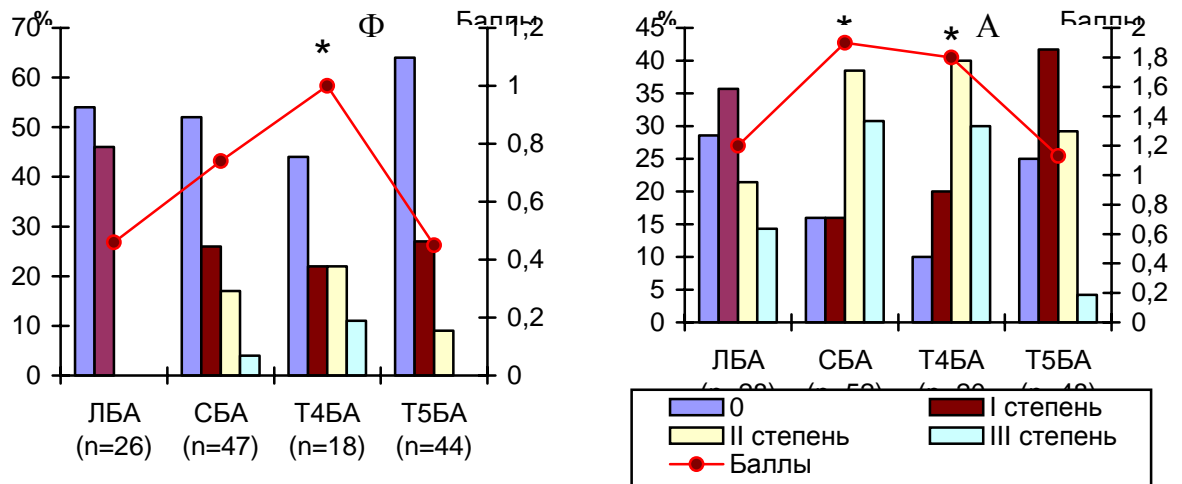 % Ф Баллы
70 1,2
60 1
50 0,8
40
30 0,6
20 0,4
10 0,2
0 0
*
ЛБА СБА Т4БА Т5БА
(n=26) (n=47) (n=18) (n=44)
% А Баллы
45 2
40 1,8
35 1,6
30 1,4
25 1,2
20 1
15 0,8
10 0,6
5 0,4
0 0,2
0
* *
ЛБА СБА Т4БА Т5БА
0 I степень
II степень III степень
Баллы